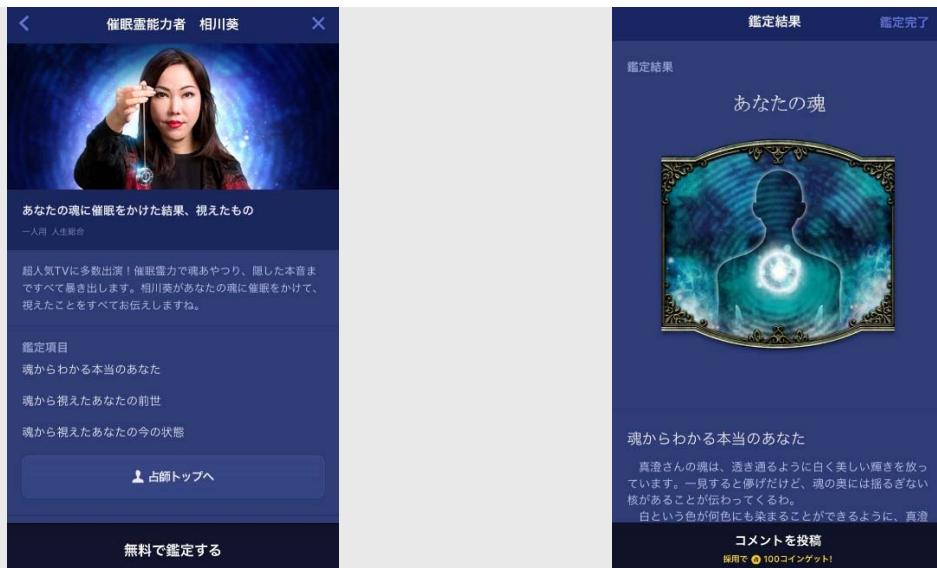 催眠霊能力者　相川葵
あなたの魂に催眠をかけた結果、視えたもの
一人用 人生総合
超人気TVに多数出演！催眠霊力で魂あやつり、隠した本音ま
ですべて暴き出します。相川葵があなたの魂に催眠をかけて、
視えたことをすべてお伝えしますね。
鑑定項目
魂からわかる本当のあなた
魂から視えたあなたの前世
魂から視えたあなたの今の状態
占師トップへ
無料で鑑定する
鑑定結果
鑑定完了
鑑定結果
あなたの魂
魂からわかる本当のあなた
真澄さんの魂は、透き通るように白く美しい輝きを放っ
ています。一見すると儚げだけど、魂の奥には揺るぎない
核があることが伝わってくるわ。
白という色が何色にも染まることができるように、真澄
コメントを投稿
採用で 100コインゲット!